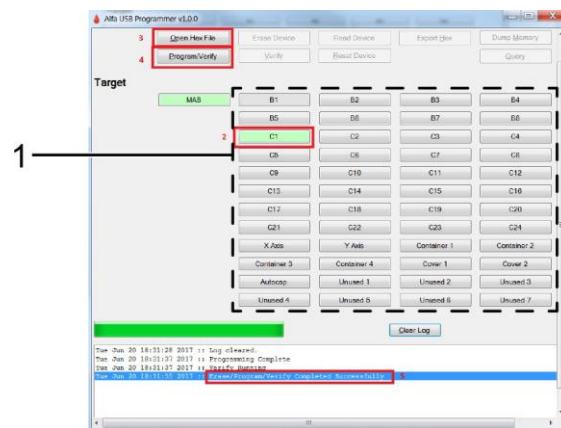 Alfa USB Programmer v1.0.0
3 Open Hex File Erase Device Read Device Export Hex Dump Memory
4 Program/Verify Verify Reset Device Query
Target
MAB B1 B2 B3 B4
B5 B6 B7 B8
2 C1 C2 C3 C4
1 C5 C6 C7 C8
C9 C10 C11 C12
C13 C14 C15 C16
C17 C18 C19 C20
C21 C22 C23 C24
X Axis Y Axis Container 1 Container 2
Container 3 Container 4 Cover 1 Cover 2
Autocap Unused 1 Unused 2 Unused 3
Unused 4 Unused 5 Unused 6 Unused 7
Clear Log
Tue Jun 20 18:31:28 2017 :: Log cleared.
Tue Jun 20 18:31:37 2017 :: Programming Complete
Tue Jun 20 18:31:37 2017 :: Verify Running
Tue Jun 20 18:31:55 2017 :: Erase/Program/Verify Completed Successfully 5